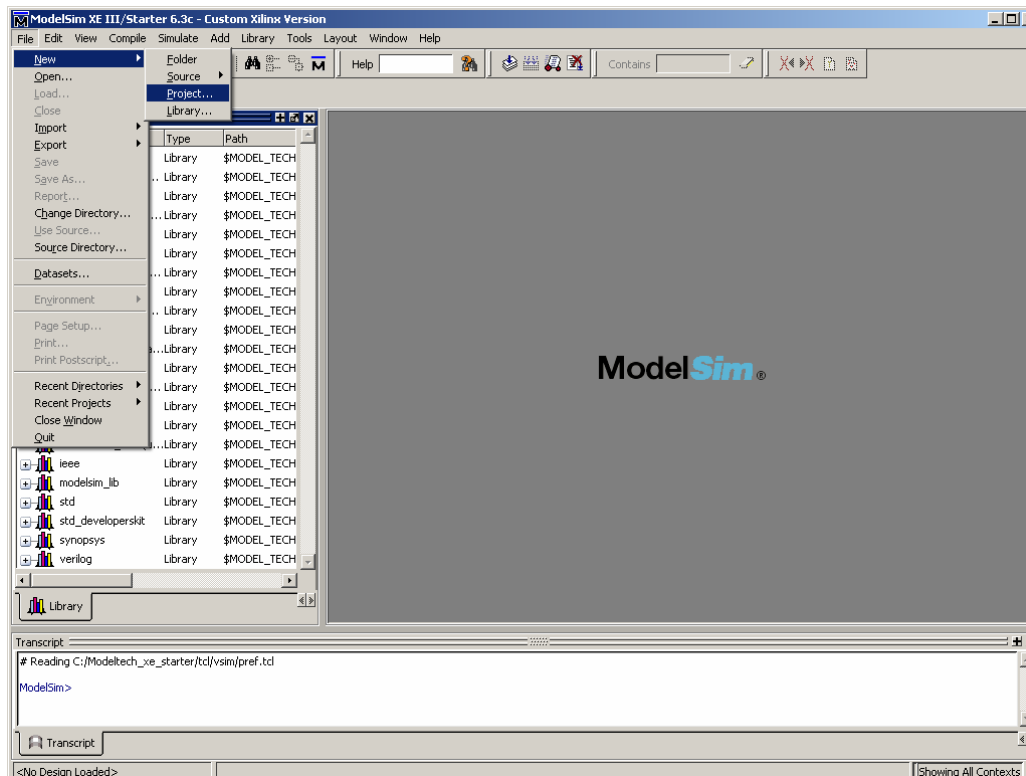 ModelSim XE III/Starter 6.3c - Custom Xilinx Version
File Edit View Compile Simulate Add Library Tools Layout Window Help
New
Open...
Load...
Close
Import
Export
Save
Save As...
Report...
Change Directory...
Use Source...
Source Directory...
Datasets...
Environment
Page Setup...
Print...
Print Postscript...
Recent Directories
Recent Projects
Close Window
Quit
Folder
Source
Project...
Library...
Help
Contains
Type Path
Library $MODEL_TECH
.. Library $MODEL_TECH
Library $MODEL_TECH
... Library $MODEL_TECH
Library $MODEL_TECH
Library $MODEL_TECH
... Library $MODEL_TECH
Library $MODEL_TECH
.. Library $MODEL_TECH
Library $MODEL_TECH
a...Library $MODEL_TECH
Library $MODEL_TECH
... Library $MODEL_TECH
Library $MODEL_TECH
Library $MODEL_TECH
...Library $MODEL_TECH
ieee Library $MODEL_TECH
modelsim_lib Library $MODEL_TECH
std Library $MODEL_TECH
std_developerskit Library $MODEL_TECH
synopsys Library $MODEL_TECH
verilog Library $MODEL_TECH
Library
ModelSim ®
Transcript
# Reading C:/Modeltech_xe_starter/tcl/vsim/pref.tcl
ModelSim>
Transcript
<No Design Loaded>
Showing All Contexts